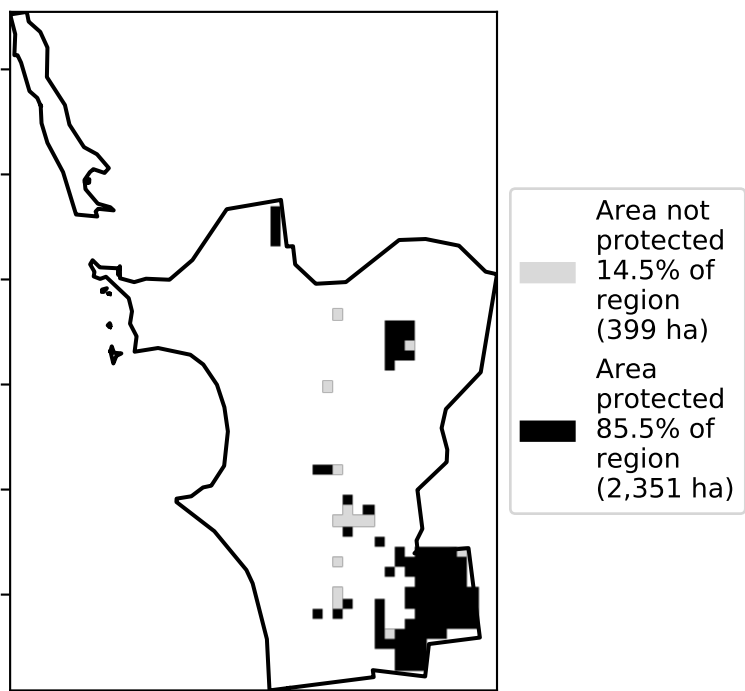 Area not
protected
14.5% of
region
(399 ha)
Area
protected
85.5% of
region
(2,351 ha)